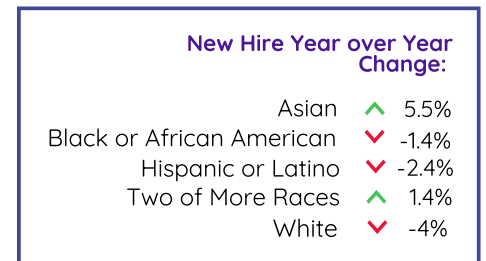 New Hire Year over Year
Change:
Asian 5.5%
Black or African American -1.4%
Hispanic or Latino -2.4%
Two of More Races 1.4%
White -4%